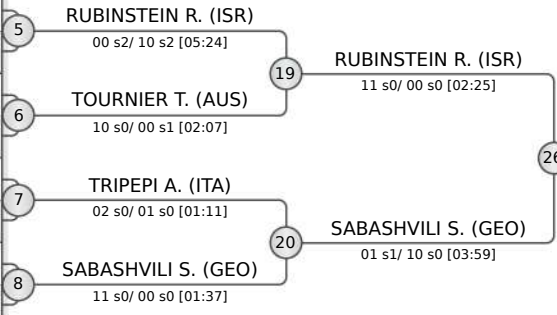 RUBINSTEIN R. (ISR)
5
00 s2/ 10 s2 [05:24]
RUBINSTEIN R. (ISR)
19
11 s0/ 00 s0 [02:25]
TOURNIER T. (AUS)
6
10 s0/ 00 s1 [02:07]
26
TRIPEPI A. (ITA)
7
02 s0/ 01 s0 [01:11]
SABASHVILI S. (GEO)
20
01 s1/ 10 s0 [03:59]
SABASHVILI S. (GEO)
8
11 s0/ 00 s0 [01:37]